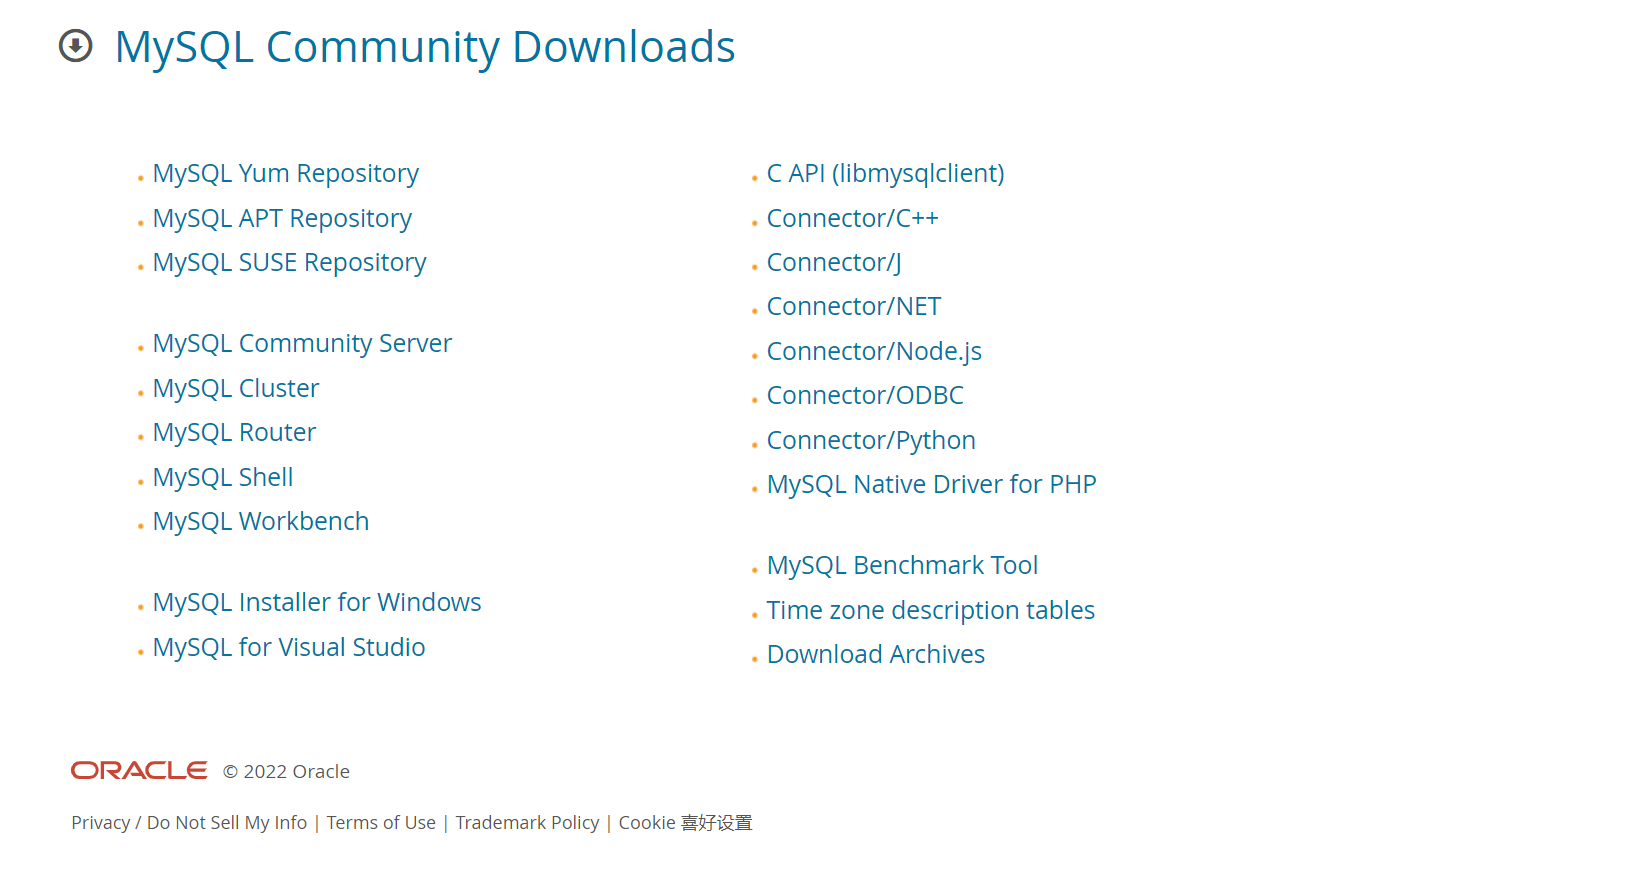 MySQL Community Downloads
MySQL Yum Repository
MySQL APT Repository
MySQL SUSE Repository
MySQL Community Server
MySQL Cluster
MySQL Router
MySQL Shell
MySQL Workbench
MySQL Installer for Windows
MySQL for Visual Studio
C API (libmysqlclient)
Connector/C++
Connector/J
Connector/NET
Connector/Node.js
Connector/ODBC
Connector/Python
MySQL Native Driver for PHP
MySQL Benchmark Tool
Time zone description tables
Download Archives
ORACLE © 2022 Oracle
Privacy / Do Not Sell My Info | Terms of Use | Trademark Policy | Cookie 喜好设置